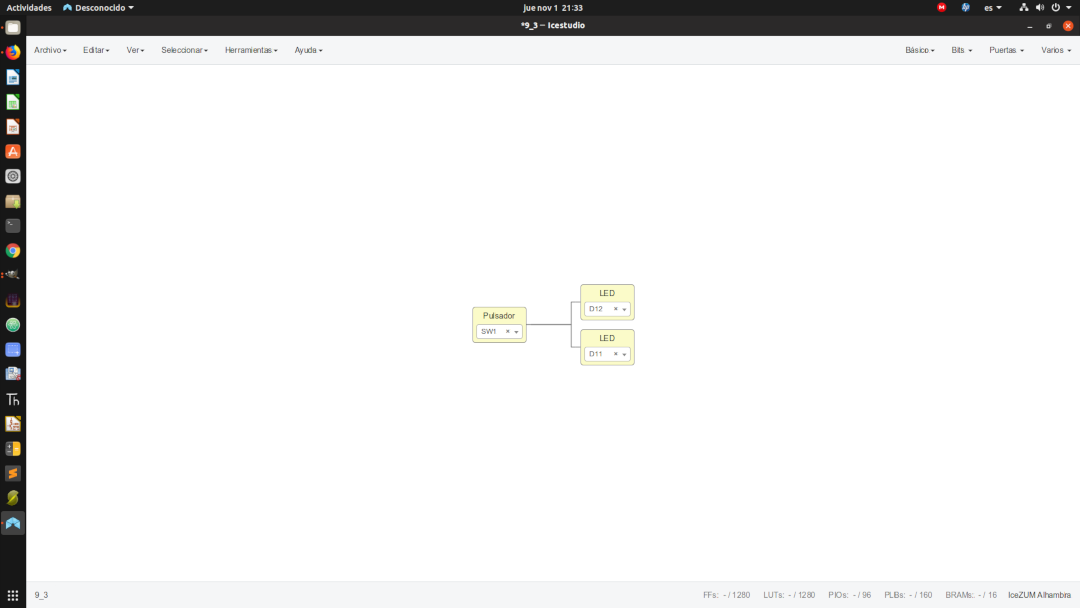 Actividades Desconocido jue nov 1 21:33 es
*9_3 — Icestudio
Archivo Editar Ver Seleccionar Herramientas Ayuda Básico Bits Puertas Varios
LED
D12
Pulsador
SW1
LED
D11
9_3 FFs: - / 1280 LUTs: - / 1280 PIOs: - / 96 PLBs: - / 160 BRAMs: - / 16 IceZUM Alhambra